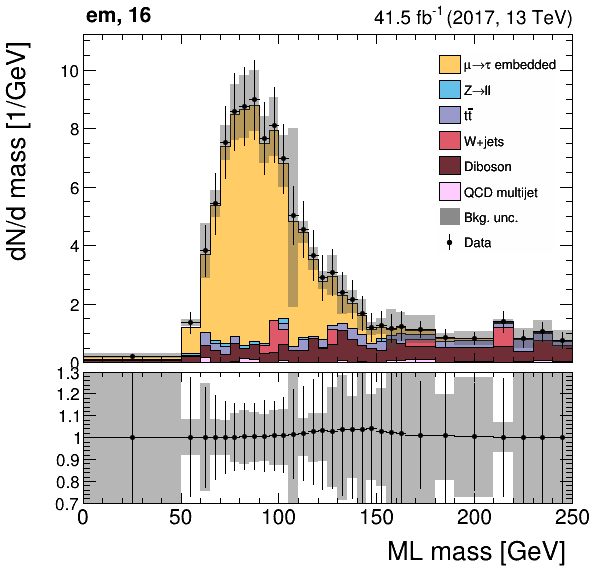 em, 16
41.5 fb⁻¹ (2017, 13 TeV)
dN/d mass [1/GeV]
10
8
6
4
2
0
μ→τ embedded
Z→ll
tt̄
W+jets
Diboson
QCD multijet
Bkg. unc.
Data
1.3
1.2
1.1
1
0.9
0.8
0.7
0 50 100 150 200 250
ML mass [GeV]